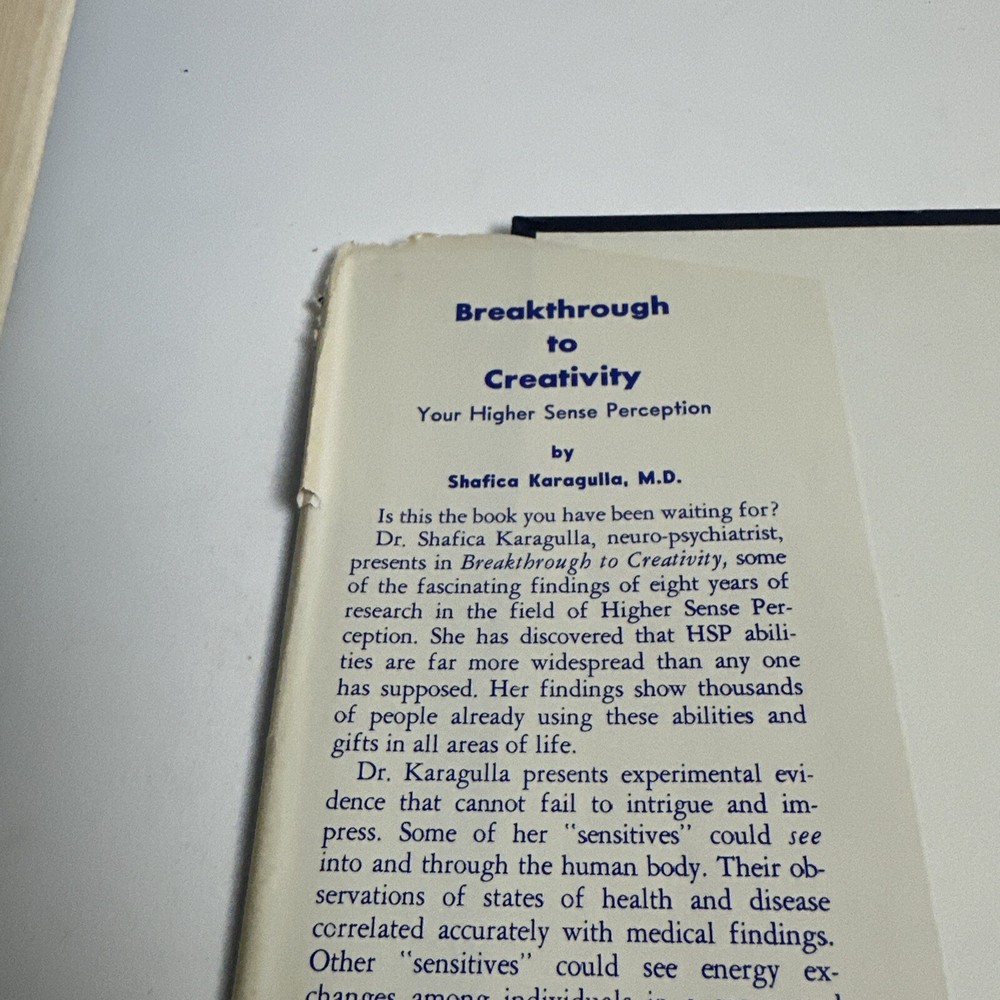 Breakthrough
to
Creativity
Your Higher Sense Perception
by
Shafica Karagulla, M.D.
Is this the book you have been waiting for?
Dr. Shafica Karagulla, neuro-psychiatrist,
presents in Breakthrough to Creativity, some
of the fascinating findings of eight years of
research in the field of Higher Sense Per-
ception. She has discovered that HSP abili-
ties are far more widespread than any one
has supposed. Her findings show thousands
of people already using these abilities and
gifts in all areas of life.
Dr. Karagulla presents experimental evi-
dence that cannot fail to intrigue and im-
press. Some of her "sensitives" could see
into and through the human body. Their ob-
servations of states of health and disease
correlated accurately with medical findings.
Other "sensitives" could see energy ex-
changes among individuals in